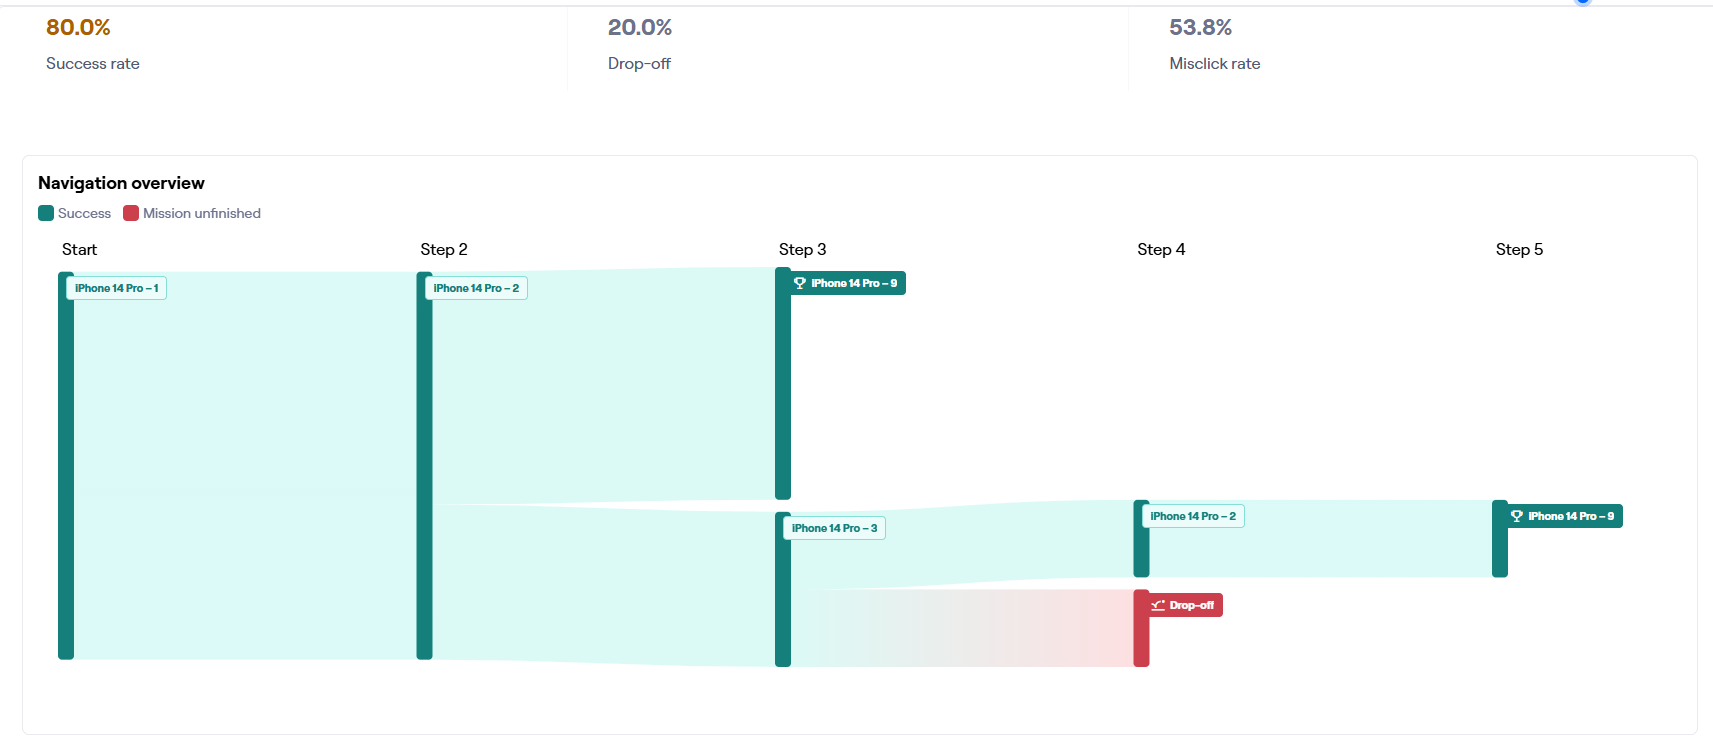 80.0%
Success rate
20.0%
Drop-off
53.8%
Misclick rate
Navigation overview
Success
Mission unfinished
Start
Step 2
Step 3
Step 4
Step 5
iPhone 14 Pro – 1
iPhone 14 Pro – 2
iPhone 14 Pro – 9
iPhone 14 Pro – 3
iPhone 14 Pro – 2
iPhone 14 Pro – 9
Drop-off